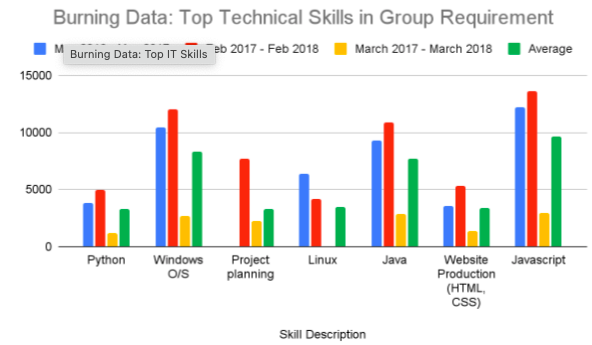 Burning Data: Top Technical Skills in Group Requirement
Feb 2017 - Feb 2018 March 2017 - March 2018 Average
Burning Data: Top IT Skills
15000
10000
5000
0
Python Windows O/S Project planning Linux Java Website Production (HTML, CSS) Javascript
Skill Description